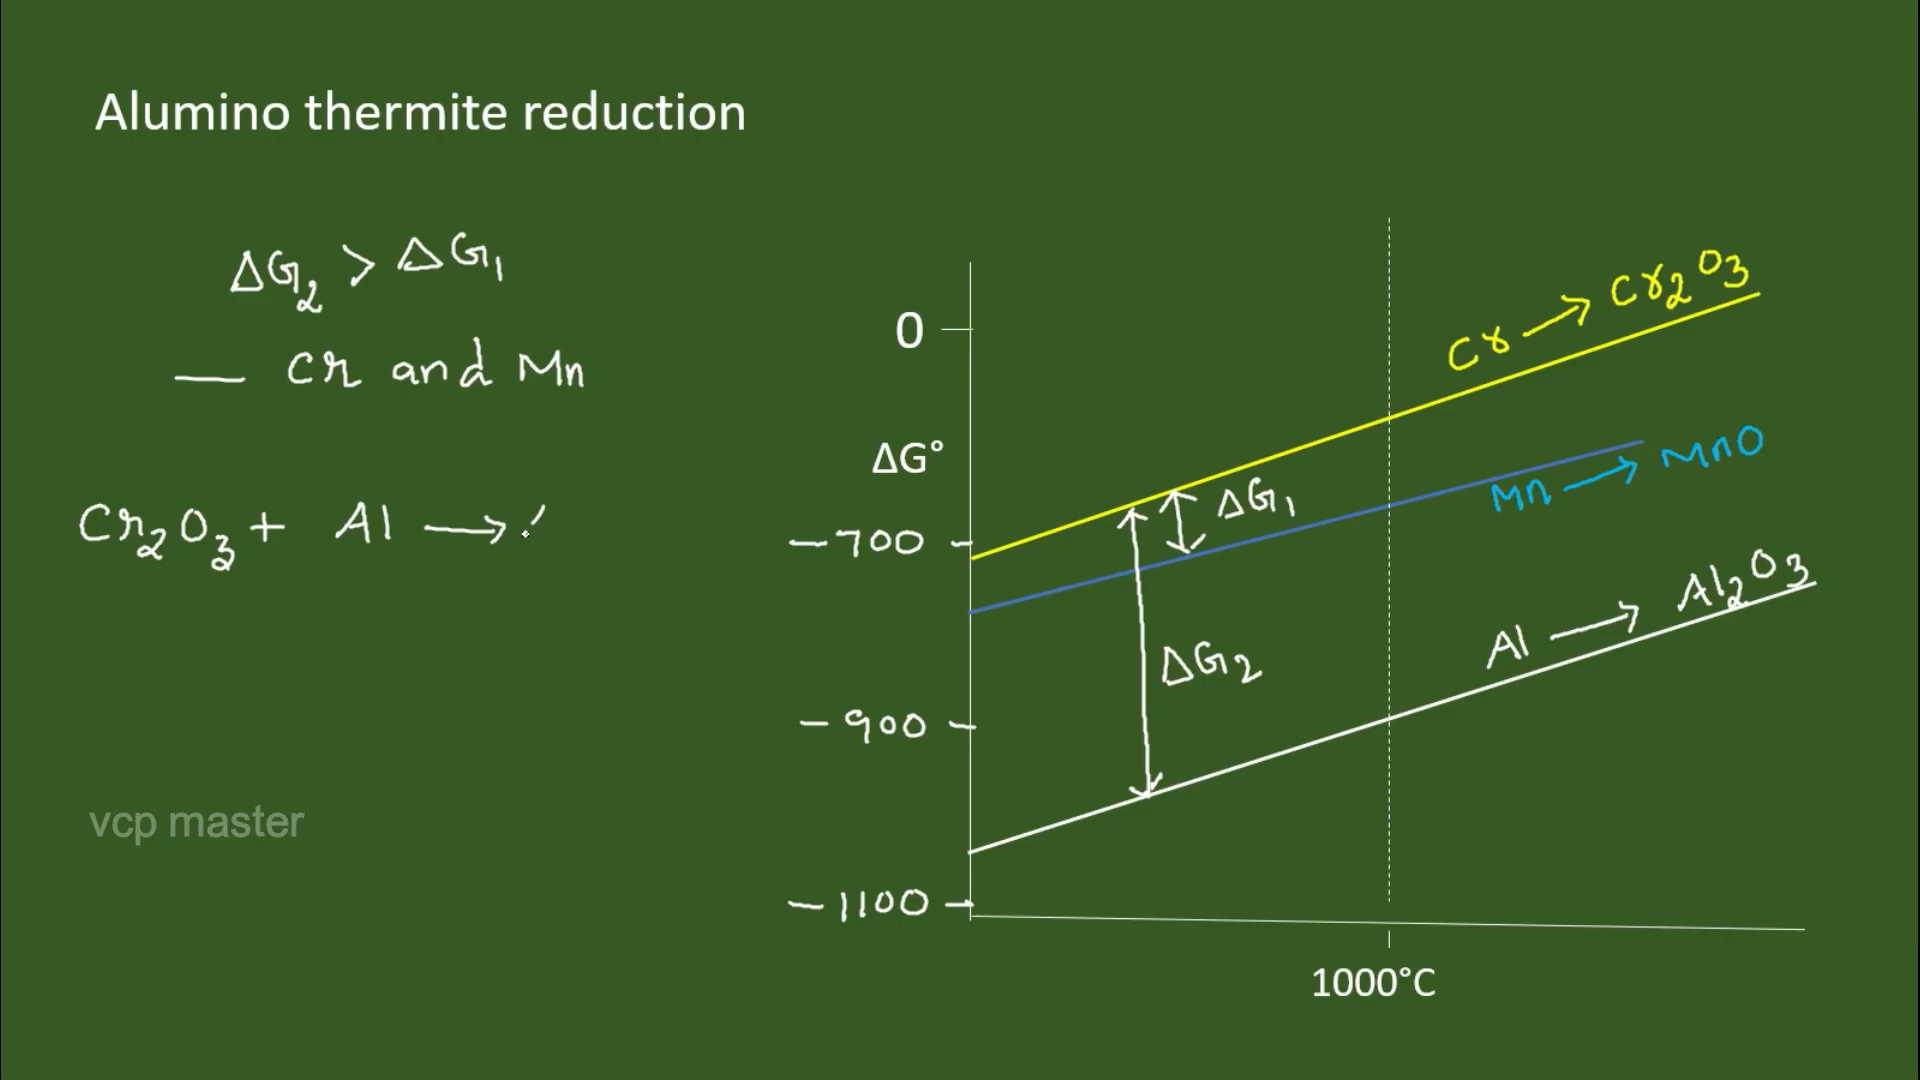 Alumino thermite reduction
ΔG₂ > ΔG₁
— Cr and Mn
Cr₂O₃ + Al →
vcp master
0
ΔG°
-700
-900
-1100
Cr → Cr₂O₃
Mn → MnO
Al → Al₂O₃
ΔG₁
ΔG₂
1000°C